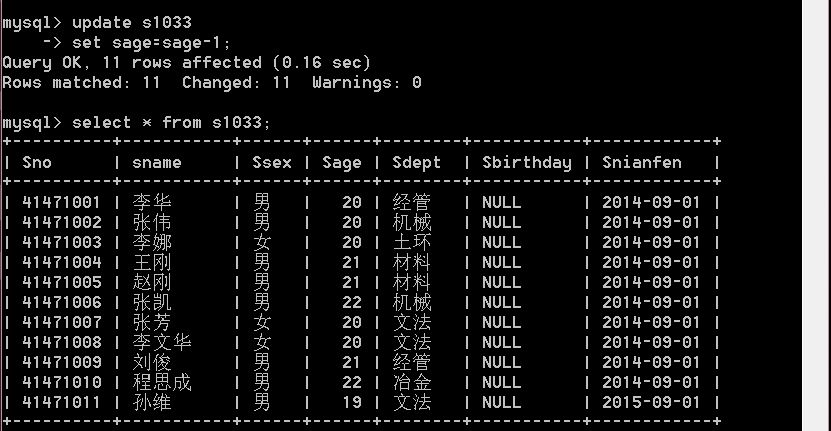 mysql> update s1033
    -> set sage=sage-1;
Query OK, 11 rows affected (0.16 sec)
Rows matched: 11  Changed: 11  Warnings: 0
mysql> select * from s1033;
+----------+-----------+------+------+-------+-----------+------------+
| Sno      | sname     | Ssex | Sage | Sdept | Sbirthday | Snianfen   |
+----------+-----------+------+------+-------+-----------+------------+
| 41471001 | 李华      | 男   |   20 | 经管  | NULL      | 2014-09-01 |
| 41471002 | 张伟      | 男   |   20 | 机械  | NULL      | 2014-09-01 |
| 41471003 | 李娜      | 女   |   20 | 土环  | NULL      | 2014-09-01 |
| 41471004 | 王刚      | 男   |   21 | 材料  | NULL      | 2014-09-01 |
| 41471005 | 赵刚      | 男   |   21 | 材料  | NULL      | 2014-09-01 |
| 41471006 | 张凯      | 男   |   22 | 机械  | NULL      | 2014-09-01 |
| 41471007 | 张芳      | 女   |   20 | 文法  | NULL      | 2014-09-01 |
| 41471008 | 李文华    | 女   |   20 | 文法  | NULL      | 2014-09-01 |
| 41471009 | 刘俊      | 男   |   21 | 经管  | NULL      | 2014-09-01 |
| 41471010 | 程思成    | 男   |   22 | 冶金  | NULL      | 2014-09-01 |
| 41471011 | 孙维      | 男   |   19 | 文法  | NULL      | 2015-09-01 |
+----------+-----------+------+------+-------+-----------+------------+